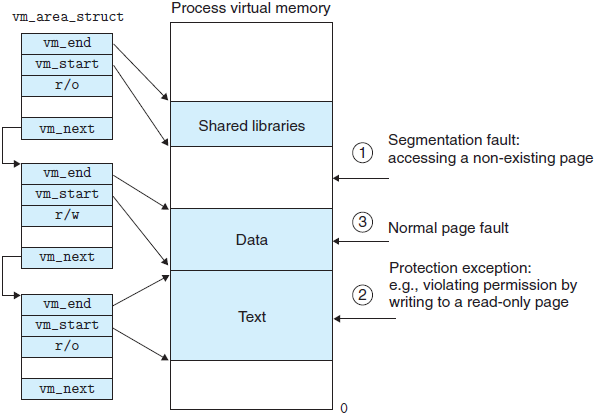 Process virtual memory
vm_area_struct
vm_end
vm_start
r/o
vm_next
vm_end
vm_start
r/w
vm_next
vm_end
vm_start
r/o
vm_next
Shared libraries
Data
Text
0
1
Segmentation fault:
accessing a non-existing page
3
Normal page fault
Protection exception:
2
e.g., violating permission by
writing to a read-only page